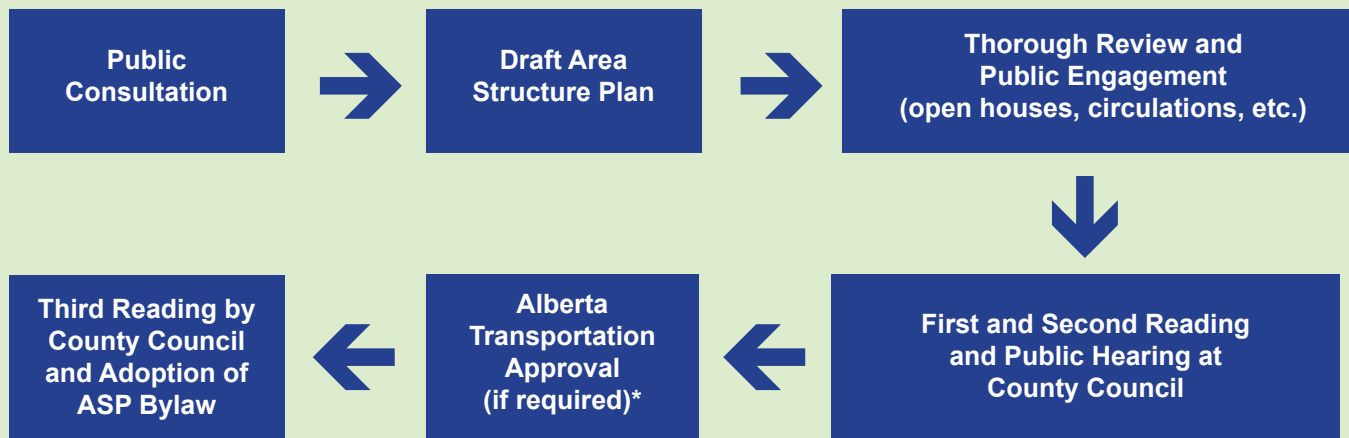 Public
Consultation
Draft Area
Structure Plan
Thorough Review and
Public Engagement
(open houses, circulations, etc.)
First and Second Reading
and Public Hearing at
County Council
Alberta
Transportation
Approval
(if required)*
Third Reading by
County Council
and Adoption of
ASP Bylaw